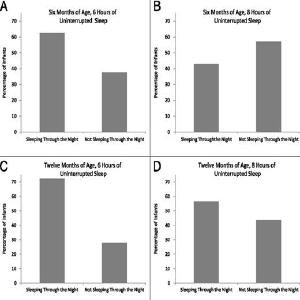 A
Six Months of Age, 6 Hours of
Uninterrupted Sleep
Percentage of Infants
70
60
50
40
30
20
10
0
Sleeping Through the Night
Not Sleeping Through the Night
B
Six Months of Age, 8 Hours of
Uninterrupted Sleep
Percentage of Infants
70
60
50
40
30
20
10
0
Sleeping Through the Night
Not Sleeping Through the Night
C
Twelve Months of Age, 6 Hours of
Uninterrupted Sleep
Percentage of Infants
70
60
50
40
30
20
10
0
Sleeping Through the Night
Not Sleeping Through the Night
D
Twelve Months of Age, 8 Hours of
Uninterrupted Sleep
Percentage of Infants
70
60
50
40
30
20
10
0
Sleeping Through the Night
Not Sleeping Through the Night